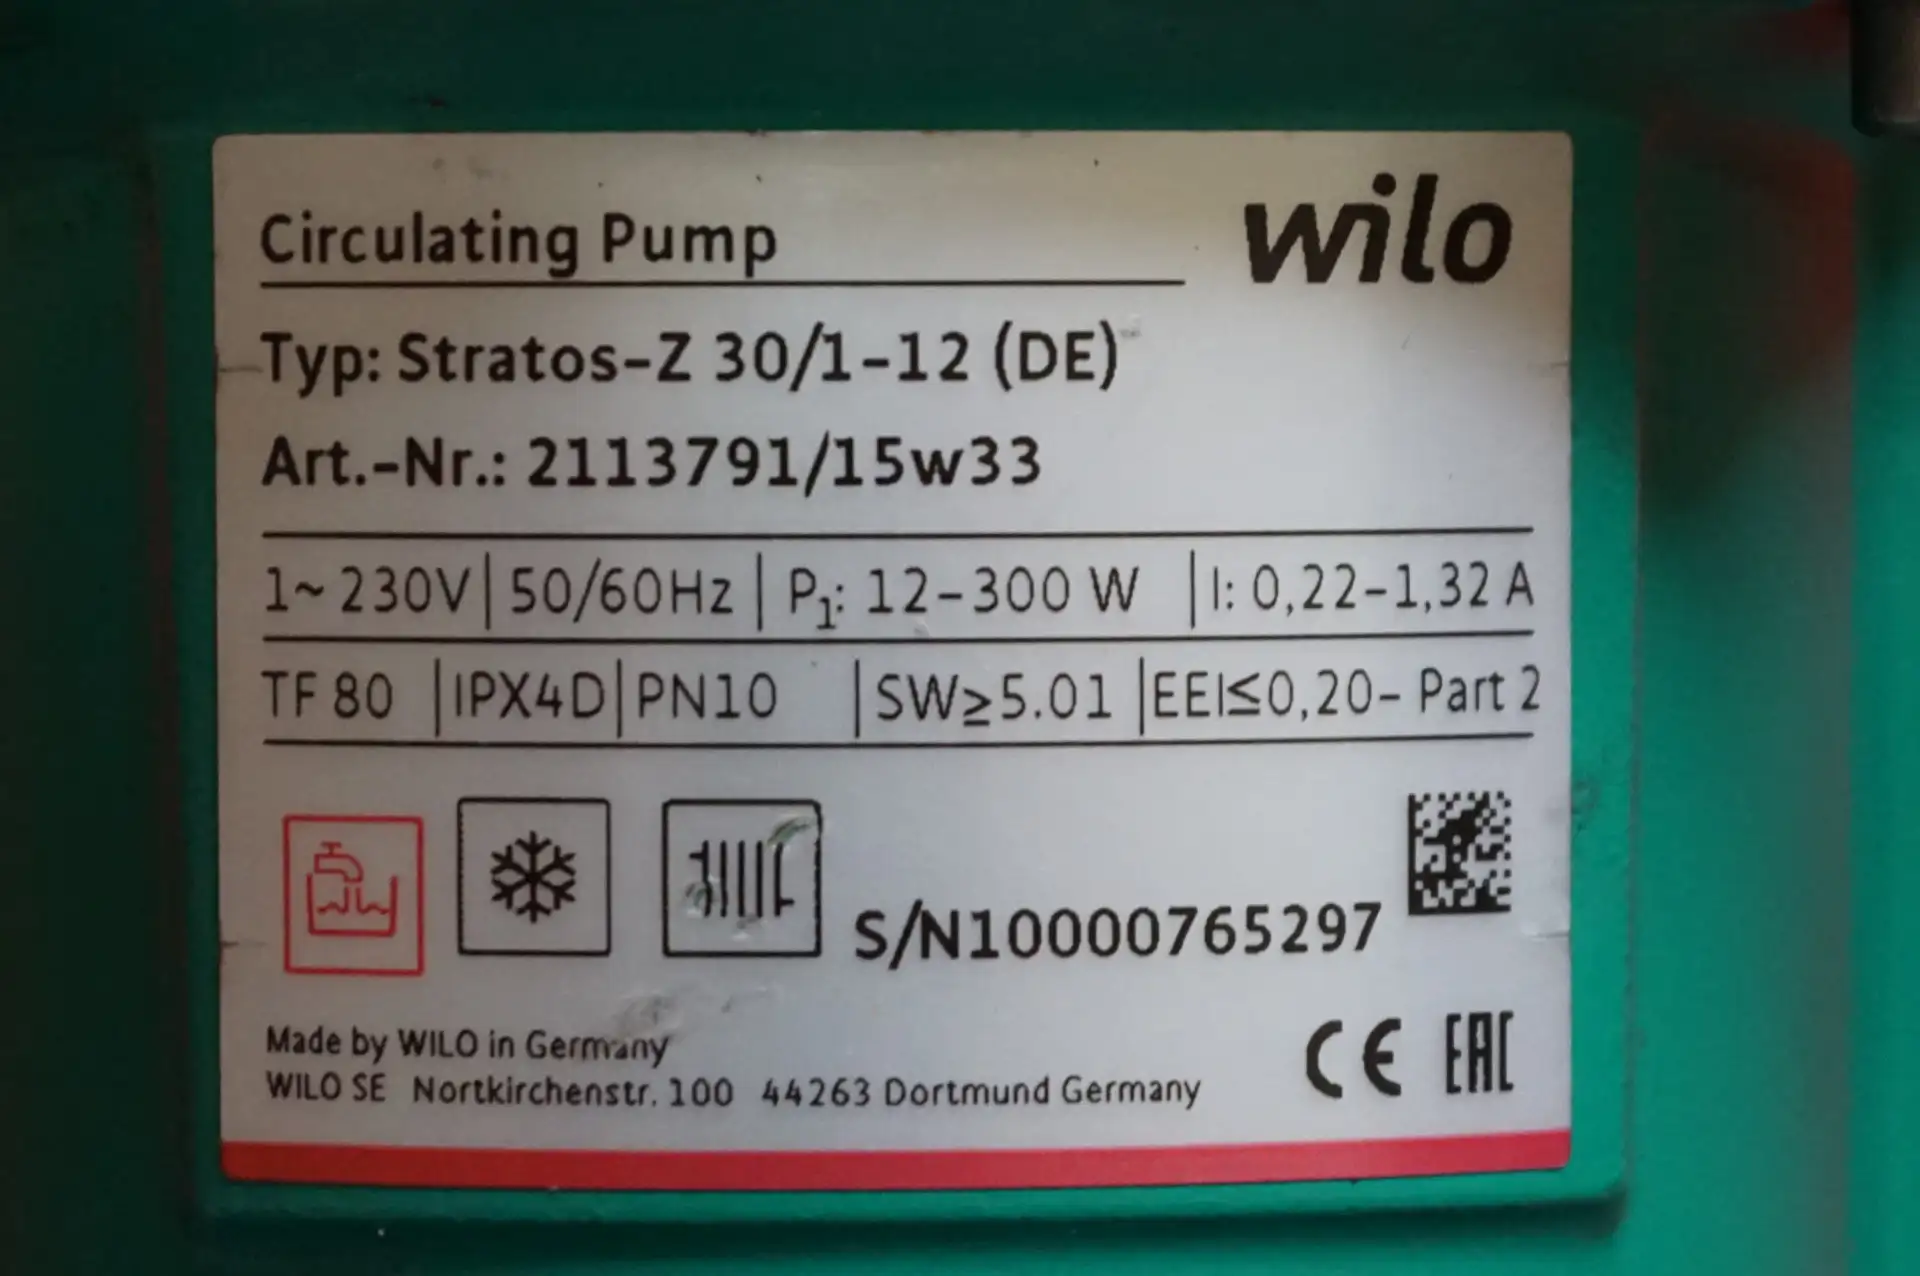 wilo
Circulating Pump
Typ: Stratos-Z 30/1-12 (DE)
Art.-Nr.: 2113791/15w33
1~ 230V | 50/60Hz | P1: 12-300 W | I: 0,22-1,32 A
TF 80 | IPX4D | PN10 | SW≥5.01 | EEI≤0,20- Part 2
S/N10000765297
Made by WILO in Germany
WILO SE Nortkirchenstr. 100 44263 Dortmund Germany
CE EAC